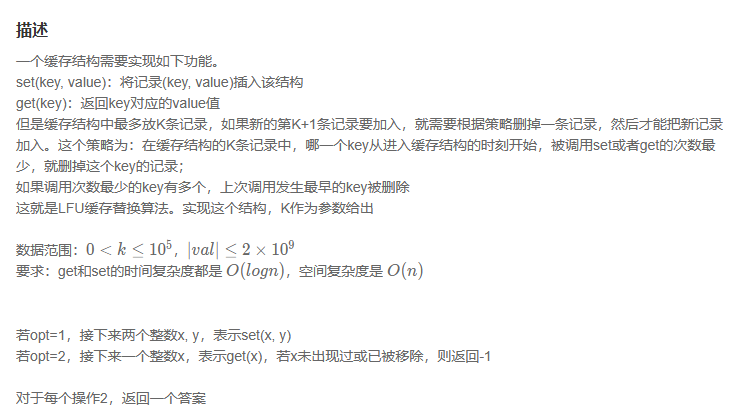 描述
一个缓存结构需要实现如下功能。
set(key, value)：将记录(key, value)插入该结构
get(key)：返回key对应的value值
但是缓存结构中最多放K条记录，如果新的第K+1条记录要加入，就需要根据策略删掉一条记录，然后才能把新记录
加入。这个策略为：在缓存结构的K条记录中，哪一个key从进入缓存结构的时刻开始，被调用set或者get的次数最
少，就删掉这个key的记录；
如果调用次数最少的key有多个，上次调用发生最早的key被删除
这就是LFU缓存替换算法。实现这个结构，K作为参数给出
数据范围：0 < k ≤ 10⁵，|val| ≤ 2 × 10⁹
要求：get和set的时间复杂度都是 O(logn)，空间复杂度是 O(n)
若opt=1，接下来两个整数x, y，表示set(x, y)
若opt=2，接下来一个整数x，表示get(x)，若x未出现过或已被移除，则返回-1
对于每个操作2，返回一个答案